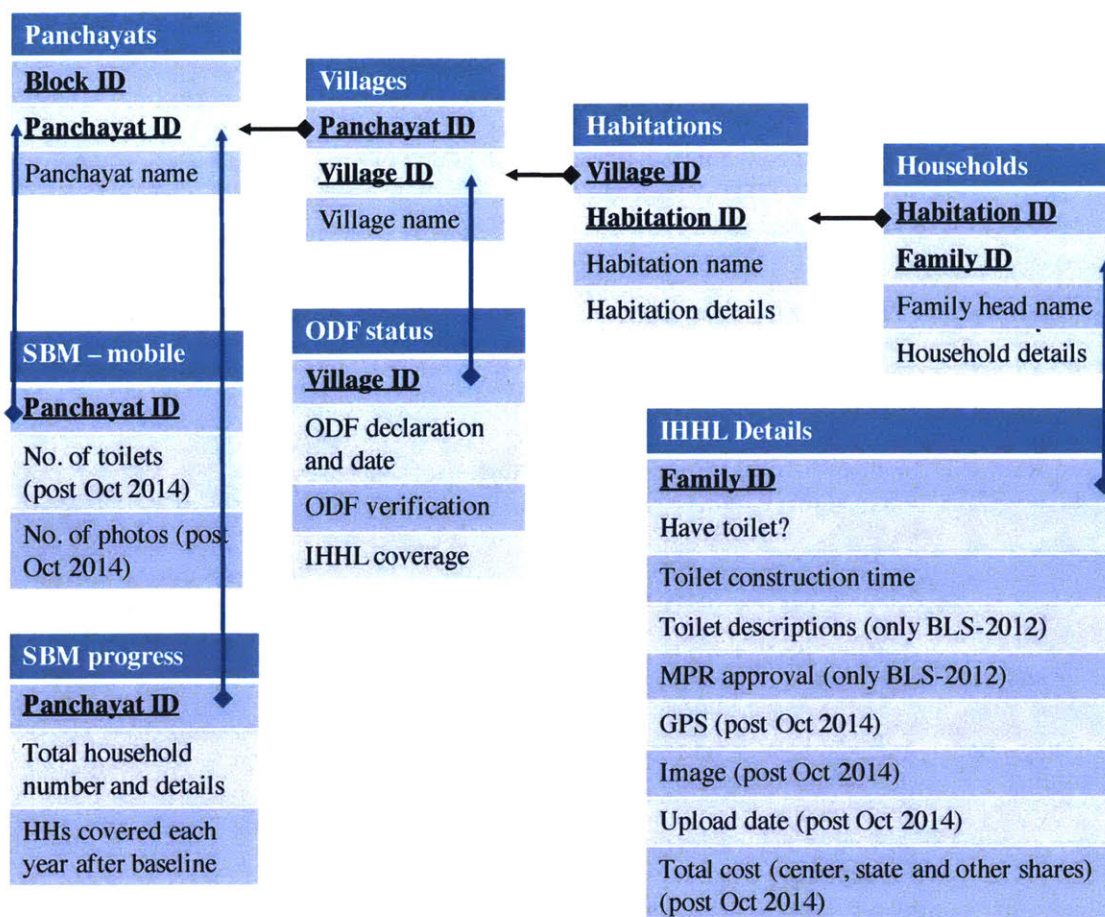 Panchayats
Block ID
Panchayat ID
Panchayat name
Villages
Panchayat ID
Village ID
Village name
Habitations
Village ID
Habitation ID
Habitation name
Habitation details
Households
Habitation ID
Family ID
Family head name
Household details
SBM – mobile
Panchayat ID
No. of toilets
(post Oct 2014)
No. of photos (post
Oct 2014)
ODF status
Village ID
ODF declaration
and date
ODF verification
IHHL coverage
IHHL Details
Family ID
Have toilet?
Toilet construction time
Toilet descriptions (only BLS-2012)
MPR approval (only BLS-2012)
GPS (post Oct 2014)
Image (post Oct 2014)
Upload date (post Oct 2014)
Total cost (center, state and other shares)
(post Oct 2014)
SBM progress
Panchayat ID
Total household
number and details
HHs covered each
year after baseline